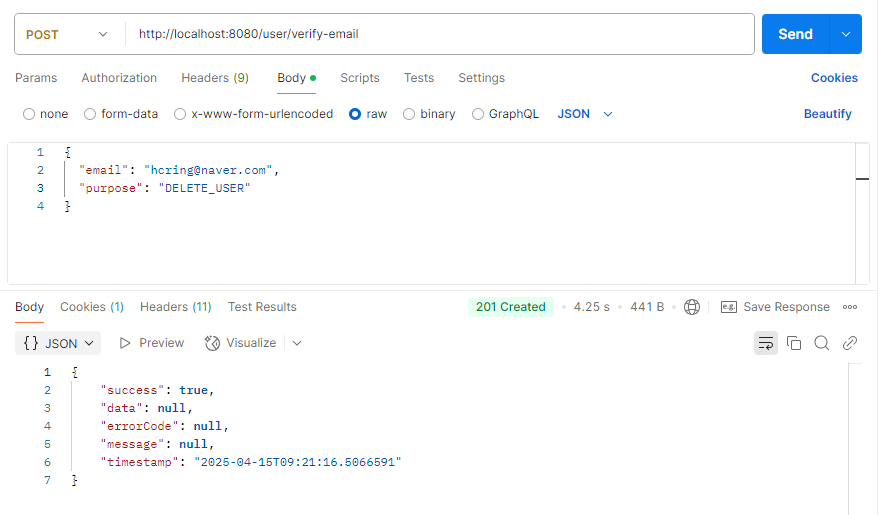 POST http://localhost:8080/user/verify-email Send
Params Authorization Headers (9) Body Scripts Tests Settings Cookies
none form-data x-www-form-urlencoded raw binary GraphQL JSON Beautify
1 {
2 "email": "hcring@naver.com",
3 "purpose": "DELETE_USER"
4 }
Body Cookies (1) Headers (11) Test Results 201 Created 4.25 s 441 B e.g. Save Response
{} JSON Preview Visualize
1 {
2 "success": true,
3 "data": null,
4 "errorCode": null,
5 "message": null,
6 "timestamp": "2025-04-15T09:21:16.5066591"
7 }